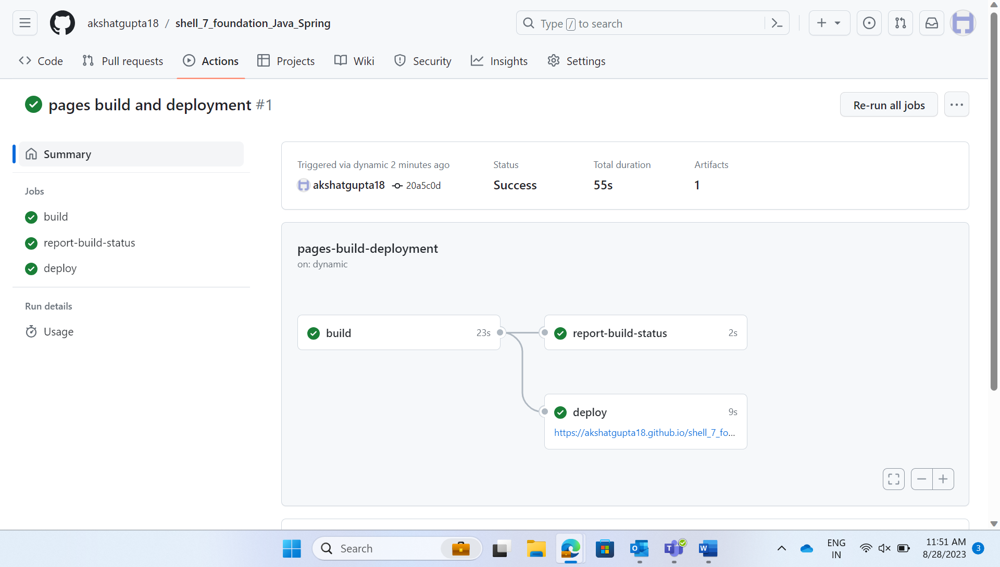 akshatgupta18 / shell_7_foundation_Java_Spring
Type / to search
Code
Pull requests
Actions
Projects
Wiki
Security
Insights
Settings
pages build and deployment #1
Re-run all jobs
Summary
Jobs
build
report-build-status
deploy
Run details
Usage
Triggered via dynamic 2 minutes ago
akshatgupta18 20a5c0d
Status
Success
Total duration
55s
Artifacts
1
pages-build-deployment
on: dynamic
build 23s
report-build-status 2s
deploy 9s
https://akshatgupta18.github.io/shell_7_fo...
Search
ENG
IN
11:51 AM
8/28/2023
3